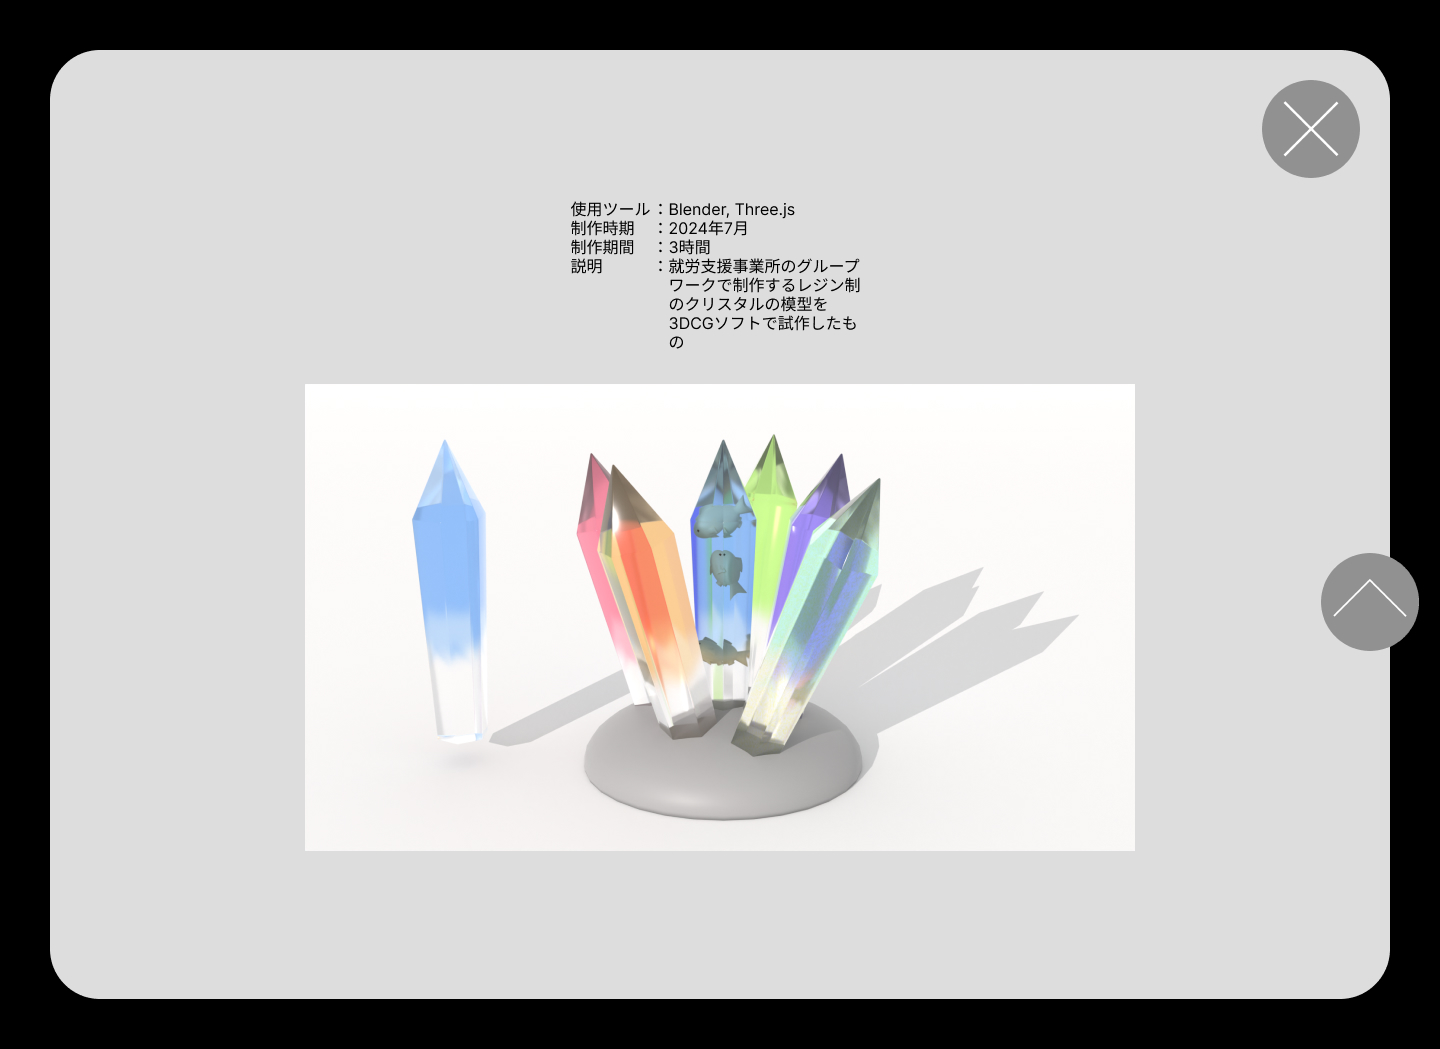 使用ツール：Blender, Three.js
制作時期　：2024年7月
制作期間　：3時間
説明　　　：就労支援事業所のグループ
ワークで制作するレジン制
のクリスタルの模型を
3DCGソフトで試作したも
の